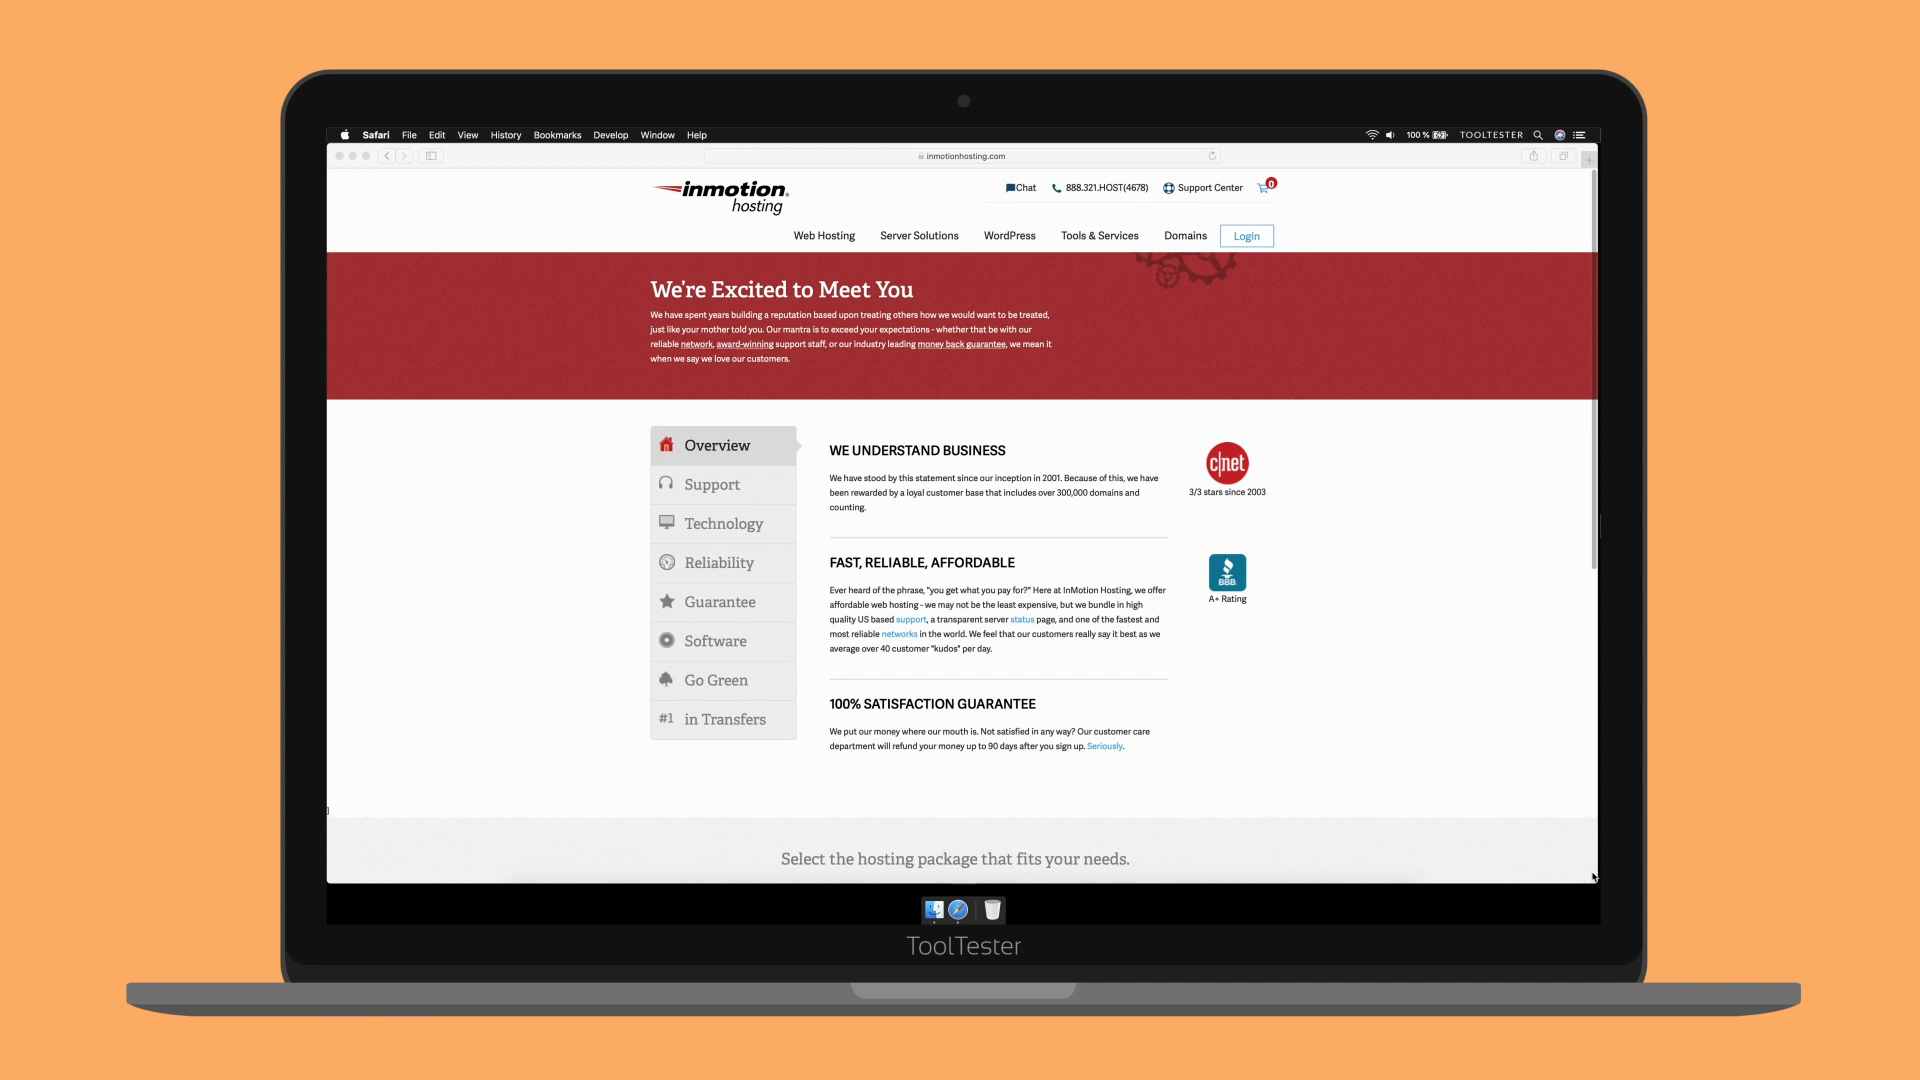 Safari File Edit View History Bookmarks Develop Window Help
100 % TOOLTESTER
inmotionhosting.com
inmotion
hosting
Chat 888.321.HOST(4678) Support Center 0
Web Hosting Server Solutions WordPress Tools & Services Domains Login
We're Excited to Meet You
We have spent years building a reputation based upon treating others how we would want to be treated,
just like your mother told you. Our mantra is to exceed your expectations - whether that be with our
reliable network, award-winning support staff, or our industry leading money back guarantee, we mean it
when we say we love our customers.
Overview
Support
Technology
Reliability
Guarantee
Software
Go Green
#1 in Transfers
WE UNDERSTAND BUSINESS
We have stood by this statement since our inception in 2001. Because of this, we have
been rewarded by a loyal customer base that includes over 300,000 domains and
counting.
c|net
3/3 stars since 2003
FAST, RELIABLE, AFFORDABLE
Ever heard of the phrase, "you get what you pay for?" Here at InMotion Hosting, we offer
affordable web hosting - we may not be the least expensive, but we bundle in high
quality US based support, a transparent server status page, and one of the fastest and
most reliable networks in the world. We feel that our customers really say it best as we
average over 40 customer "kudos" per day.
BBB
A+ Rating
100% SATISFACTION GUARANTEE
We put our money where our mouth is. Not satisfied in any way? Our customer care
department will refund your money up to 90 days after you sign up. Seriously.
Select the hosting package that fits your needs.
ToolTester